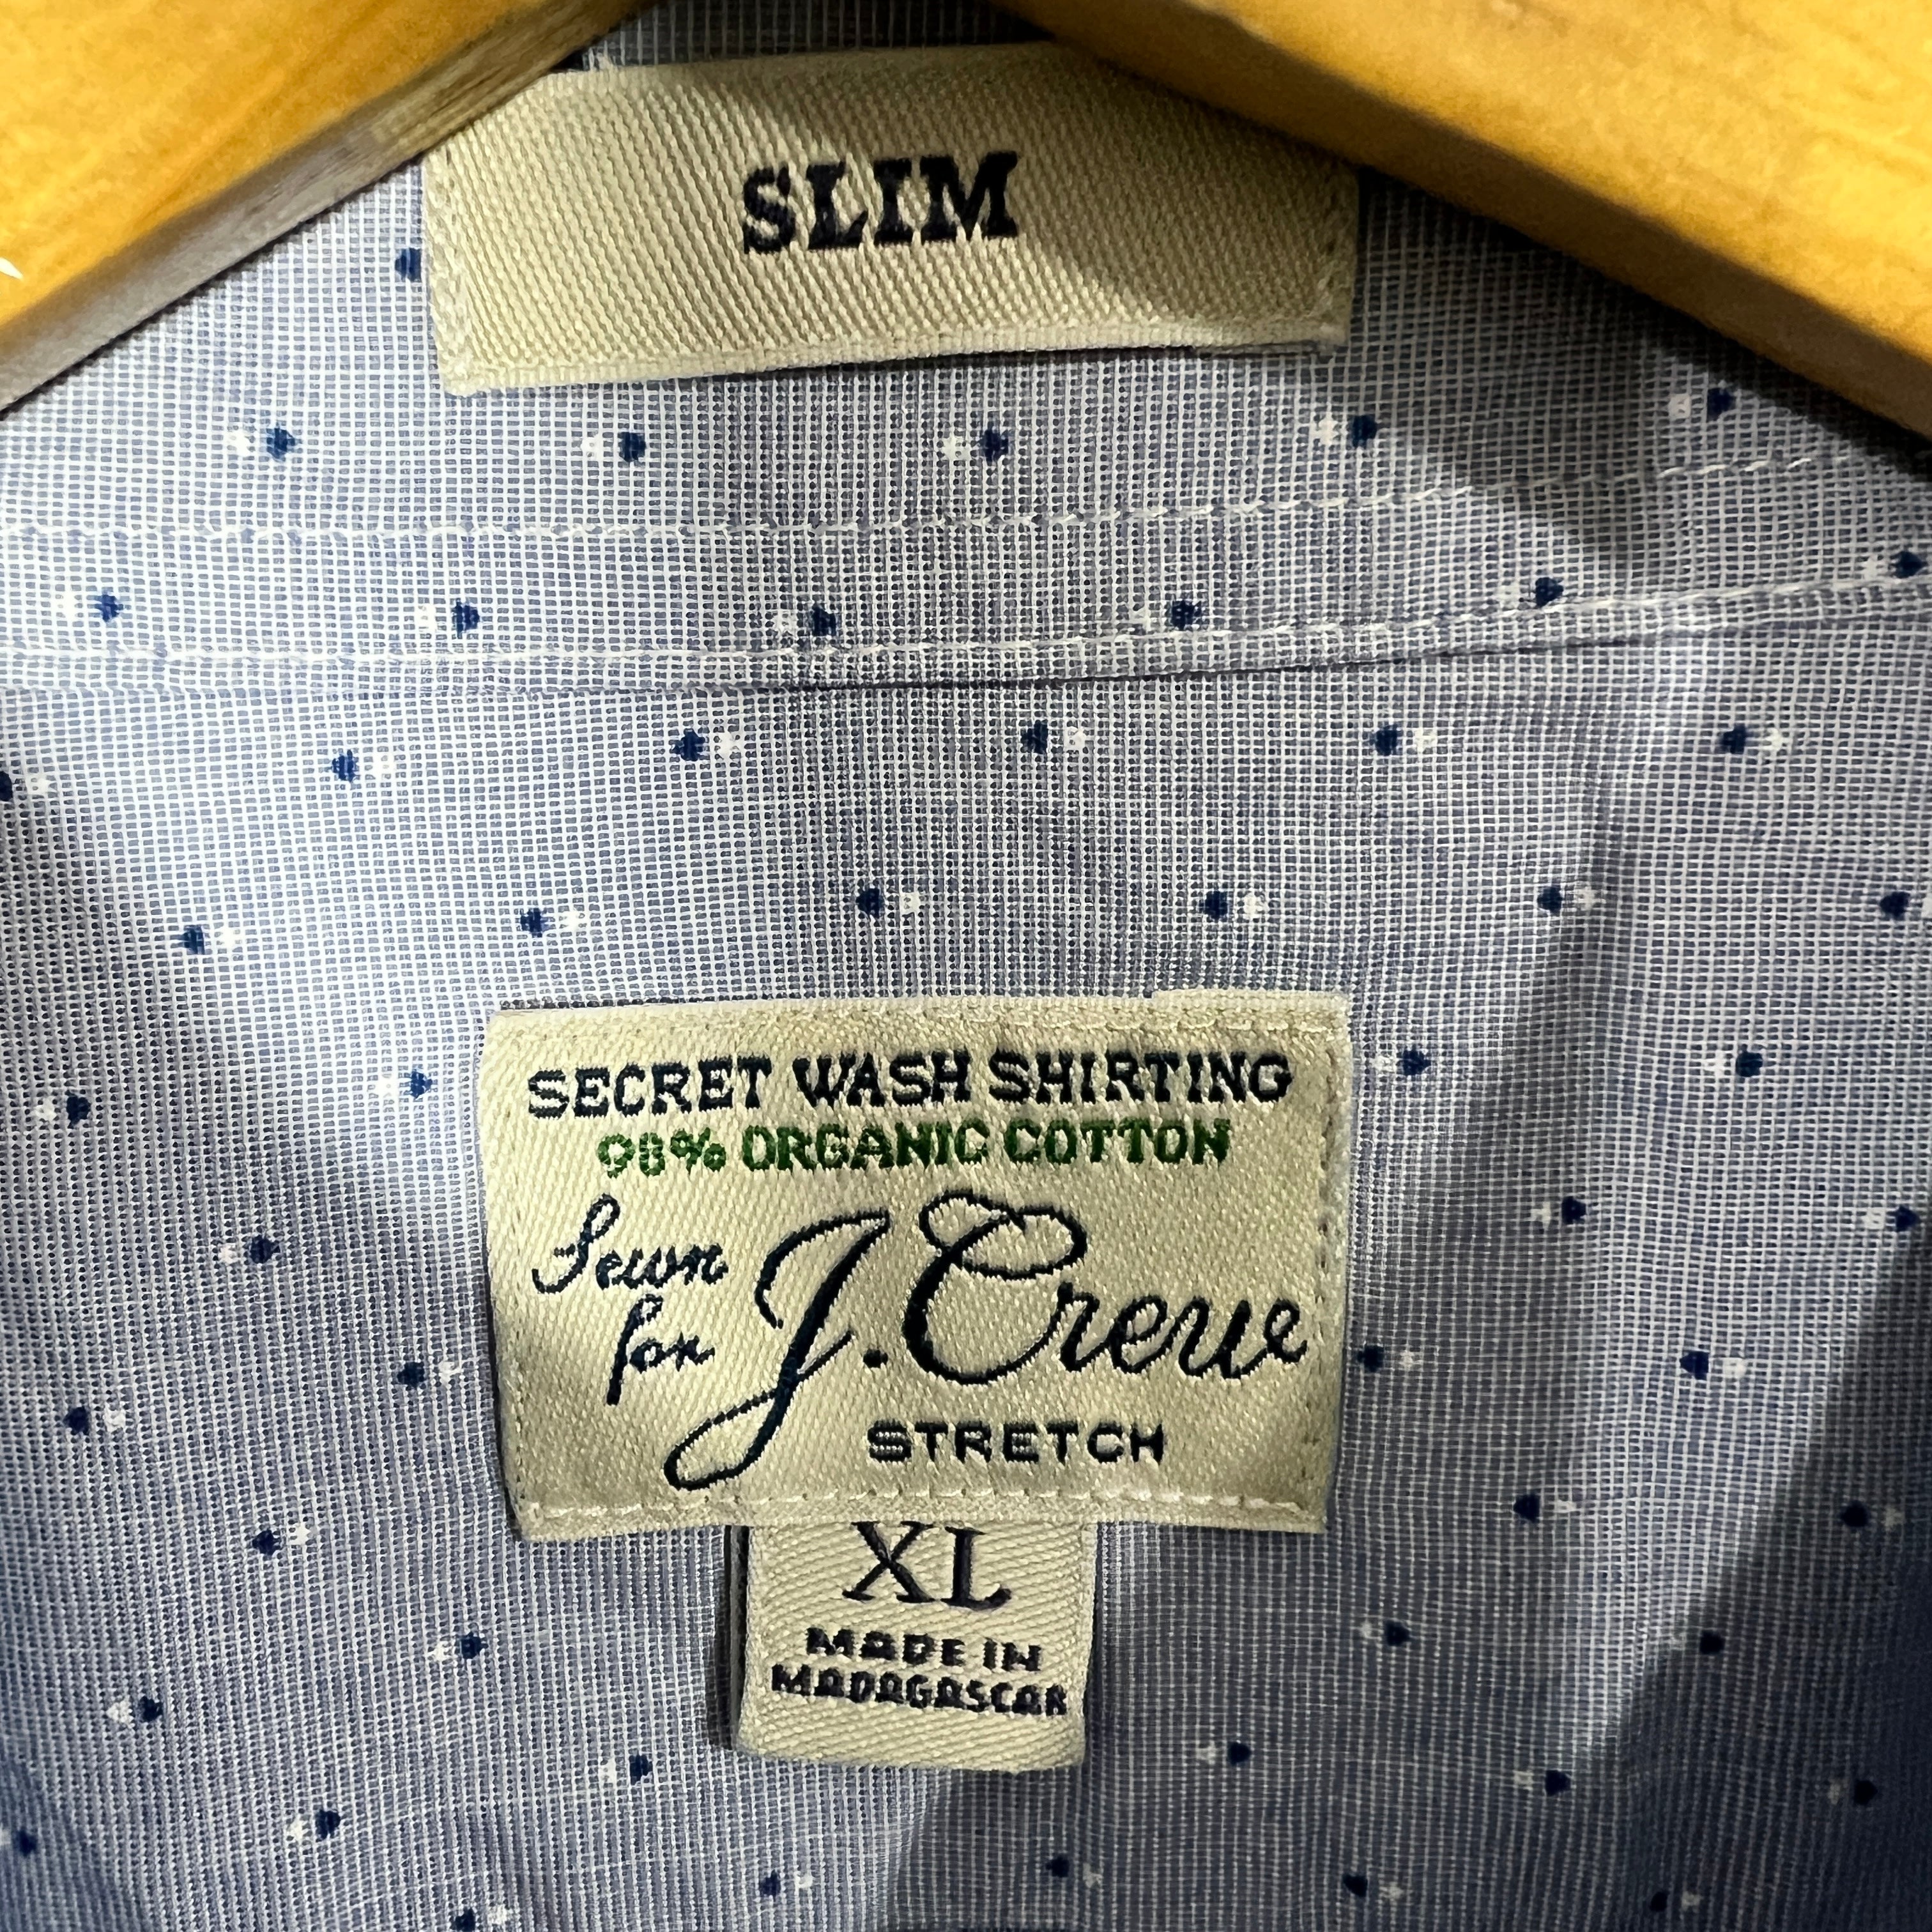 SLIM
SECRET WASH SHIRTING
98% ORGANIC COTTON
Sewn
for J.Crew
STRETCH
XL
MADE IN
MADAGASCAR